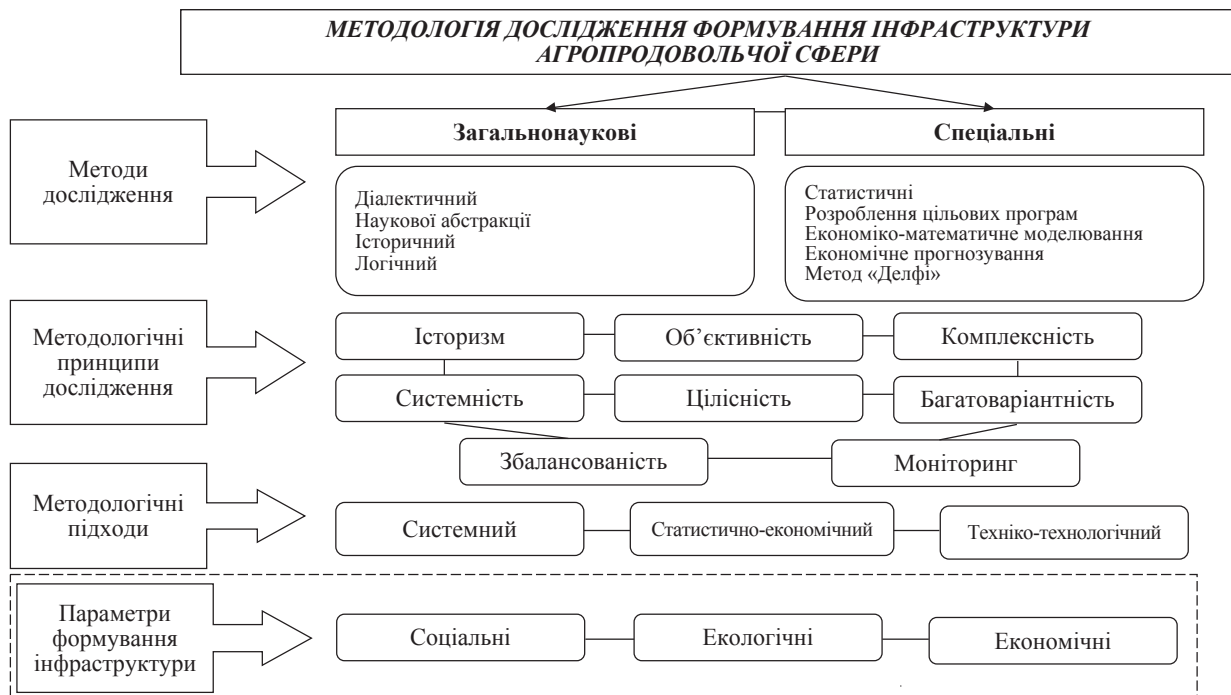 МЕТОДОЛОГІЯ ДОСЛІДЖЕННЯ ФОРМУВАННЯ ІНФРАСТРУКТУРИ
АГРОПРОДОВОЛЬЧОЇ СФЕРИ
Методи
дослідження
Загальнонаукові
Спеціальні
Діалектичний
Наукової абстракції
Історичний
Логічний
Статистичні
Розроблення цільових програм
Економіко-математичне моделювання
Економічне прогнозування
Метод «Делфі»
Методологічні
принципи
дослідження
Історизм
Об’єктивність
Комплексність
Системність
Цілісність
Багатоваріантність
Збалансованість
Моніторинг
Методологічні
підходи
Системний
Статистично-економічний
Техніко-технологічний
Параметри
формування
інфраструктури
Соціальні
Екологічні
Економічні